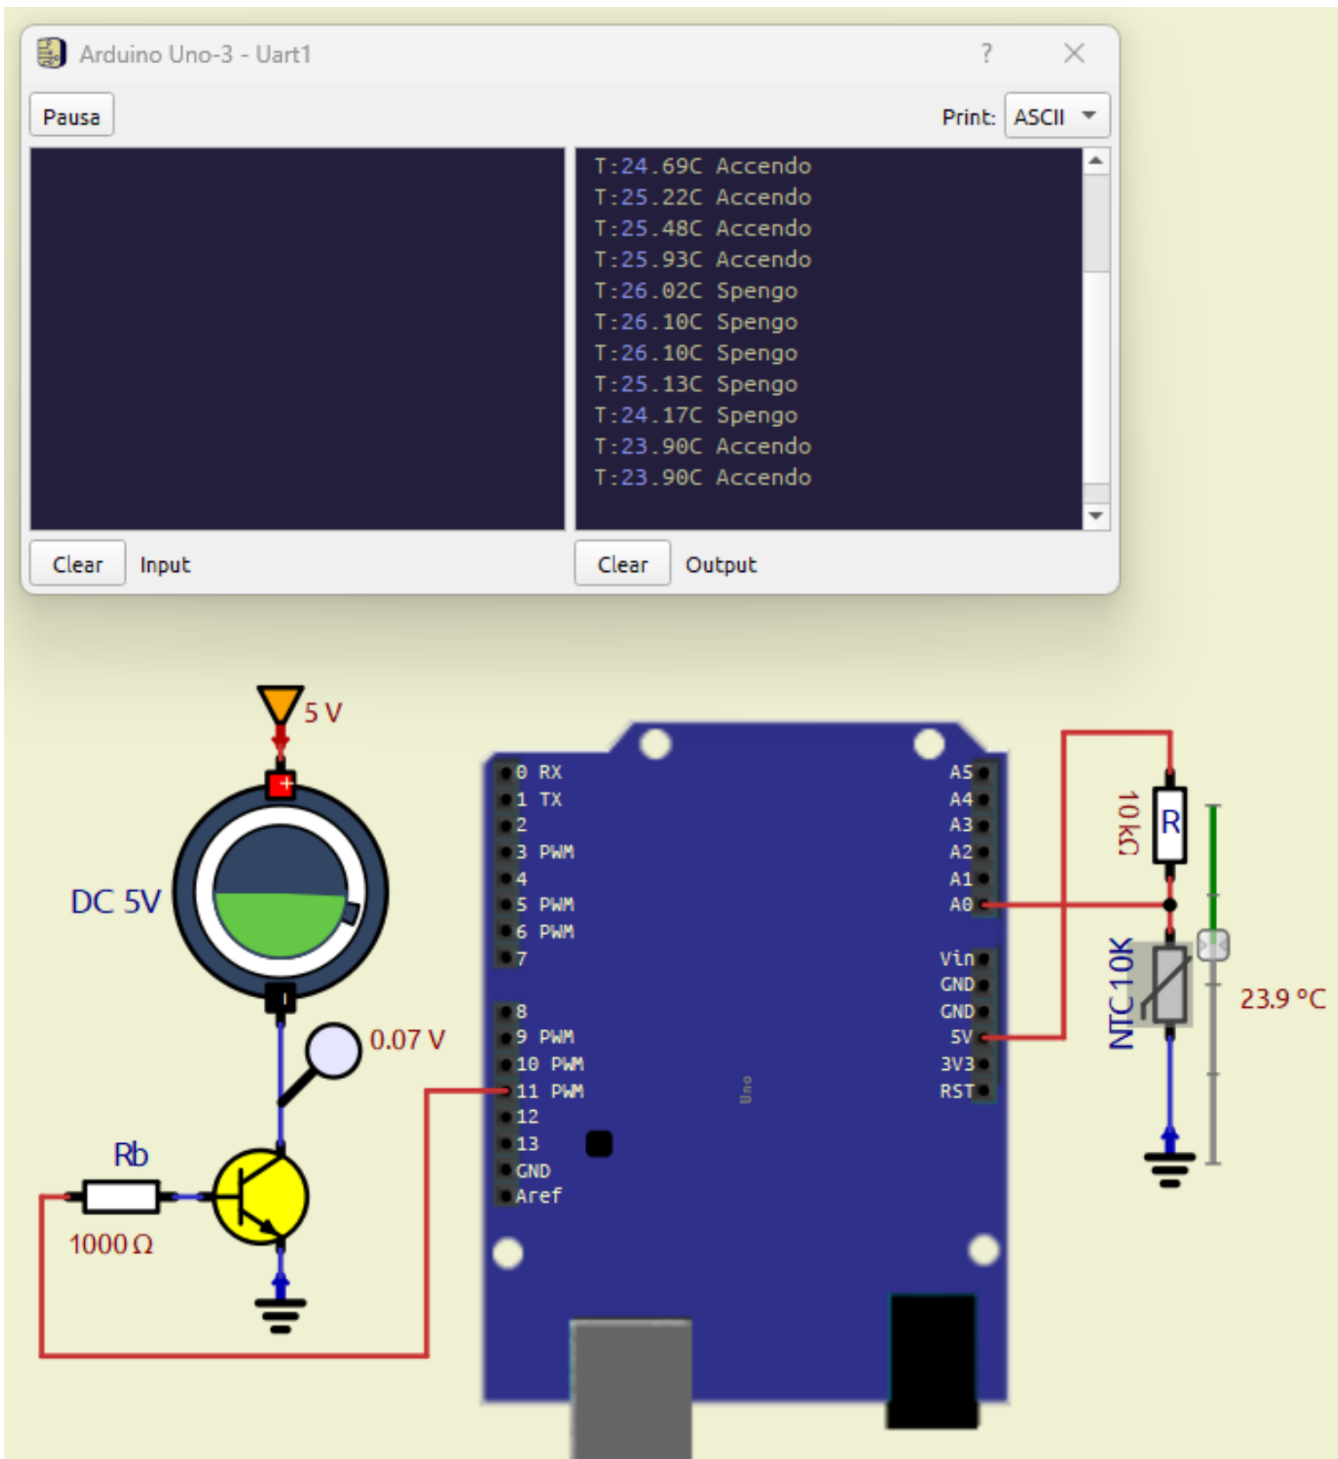 Arduino Uno-3 - Uart1
?
Pausa
Print: ASCII
T:24.69C Accendo
T:25.22C Accendo
T:25.48C Accendo
T:25.93C Accendo
T:26.02C Spengo
T:26.10C Spengo
T:26.10C Spengo
T:25.13C Spengo
T:24.17C Spengo
T:23.90C Accendo
T:23.90C Accendo
Clear Input
Clear Output
5 V
+
DC 5V
0.07 V
Rb
1000 Ω
0 RX
1 TX
2
3 PWM
4
5 PWM
6 PWM
7
8
9 PWM
10 PWM
11 PWM
12
13
GND
Aref
Uno
A5
A4
A3
A2
A1
A0
Vin
GND
GND
5V
3V3
RST
10 kΩ
R
NTC 10K
23.9 °C